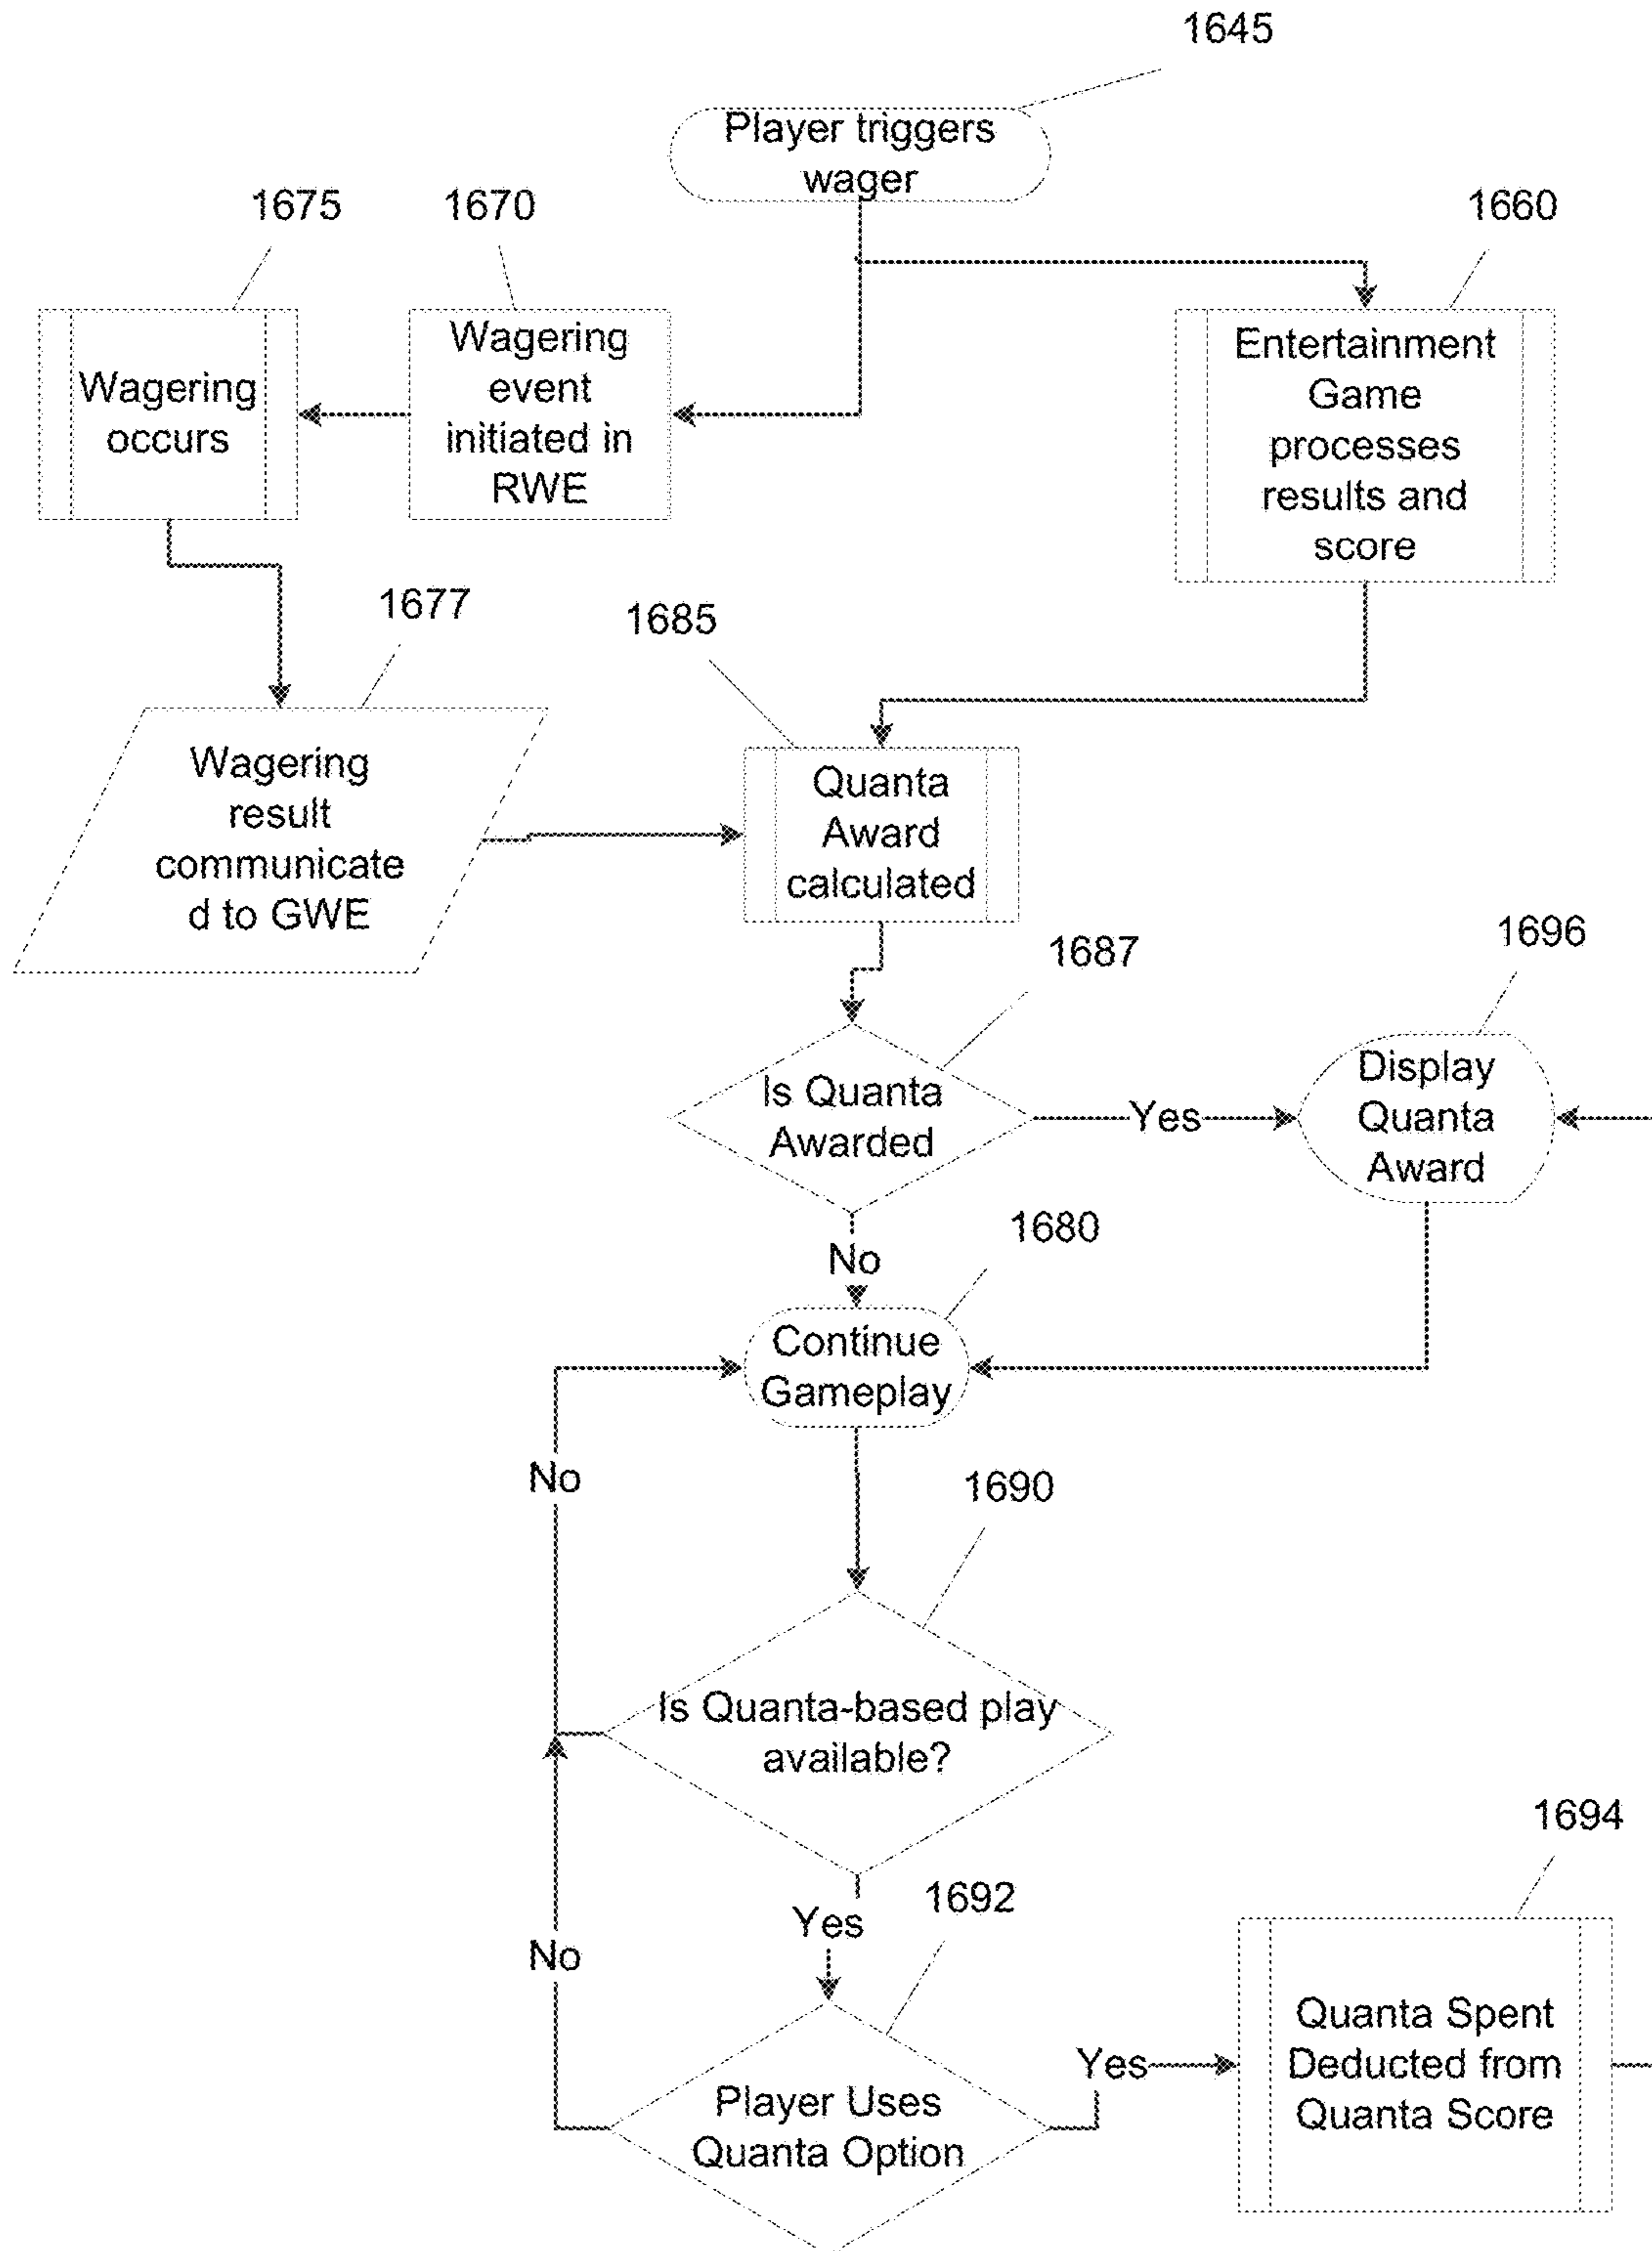 1645
Player triggers
wager
1675
1670
1660
Wagering
occurs
Wagering
event
initiated in
RWE
Entertainment
Game
processes
results and
score
1677
1685
Wagering
result
communicate
d to GWE
Quanta
Award
calculated
1687
1696
Is Quanta
Awarded
Yes
Display
Quanta
Award
No
1680
Continue
Gameplay
No
1690
Is Quanta-based play
available?
1694
Yes
1692
No
Player Uses
Quanta Option
Yes
Quanta Spent
Deducted from
Quanta Score